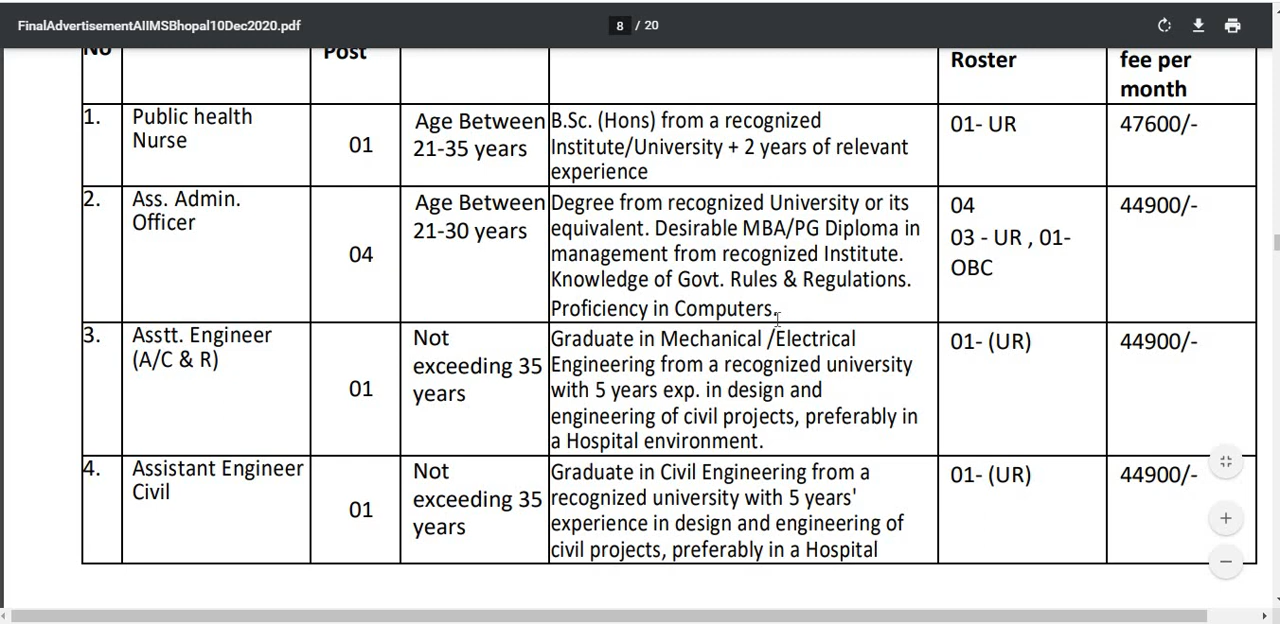 FinalAdvertisementAIIMSBhopal10Dec2020.pdf
8 / 20
No
Post
Roster
fee per
month
1.
Public health
Nurse
01
Age Between
21-35 years
B.Sc. (Hons) from a recognized
Institute/University + 2 years of relevant
experience
01- UR
47600/-
2.
Ass. Admin.
Officer
04
Age Between
21-30 years
Degree from recognized University or its
equivalent. Desirable MBA/PG Diploma in
management from recognized Institute.
Knowledge of Govt. Rules & Regulations.
Proficiency in Computers.
04
03 - UR , 01-
OBC
44900/-
3.
Asstt. Engineer
(A/C & R)
01
Not
exceeding 35
years
Graduate in Mechanical /Electrical
Engineering from a recognized university
with 5 years exp. in design and
engineering of civil projects, preferably in
a Hospital environment.
01- (UR)
44900/-
4.
Assistant Engineer
Civil
01
Not
exceeding 35
years
Graduate in Civil Engineering from a
recognized university with 5 years'
experience in design and engineering of
civil projects, preferably in a Hospital
01- (UR)
44900/-